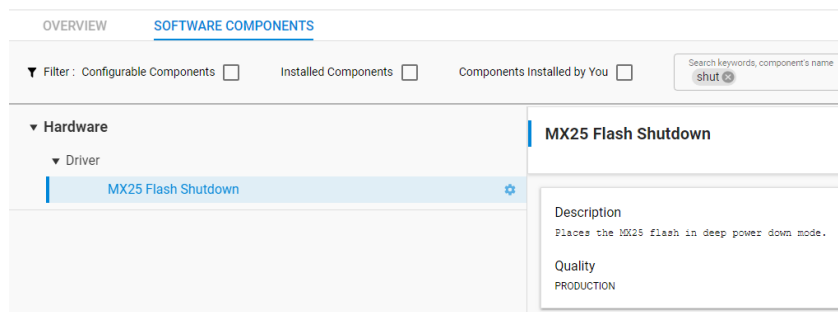 OVERVIEW SOFTWARE COMPONENTS
Filter : Configurable Components Installed Components Components Installed by You
Search keywords, component's name
shut
Hardware
Driver
MX25 Flash Shutdown
MX25 Flash Shutdown
Description
Places the MX25 flash in deep power down mode.
Quality
PRODUCTION